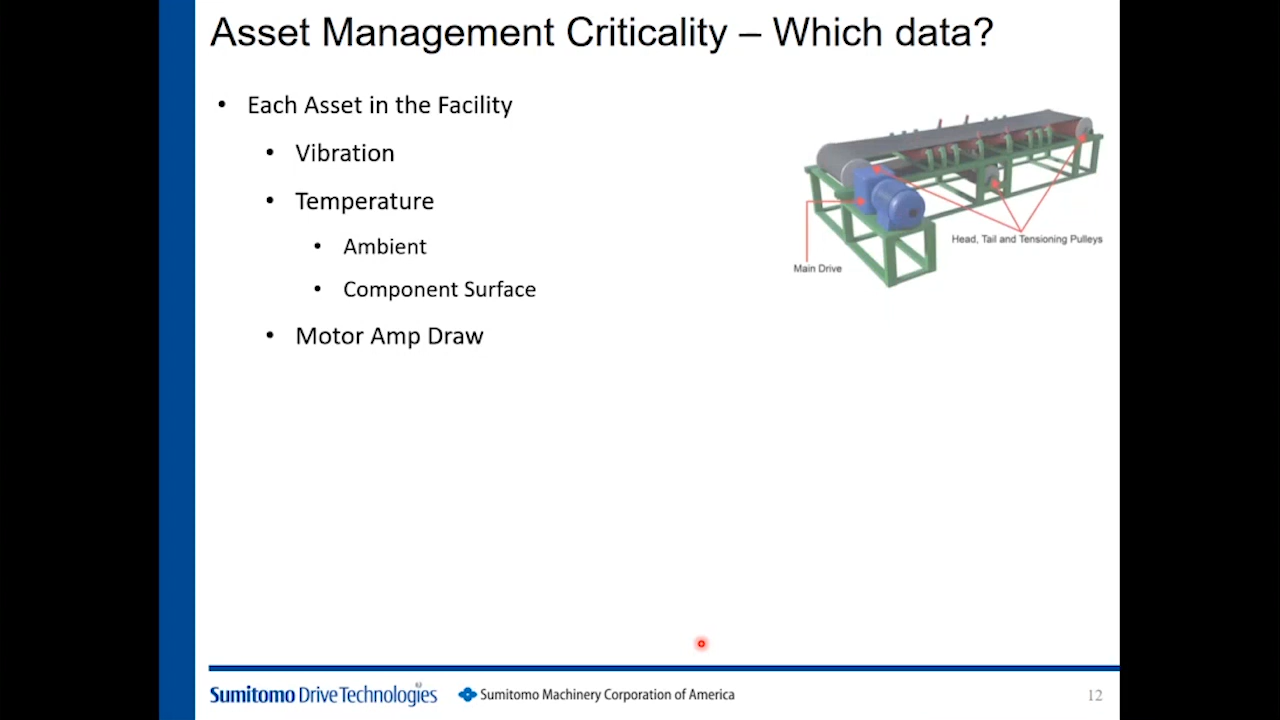 Asset Management Criticality – Which data?
• Each Asset in the Facility
• Vibration
• Temperature
• Ambient
• Component Surface
• Motor Amp Draw
Head, Tail and Tensioning Pulleys
Main Drive
Sumitomo Drive Technologies
Sumitomo Machinery Corporation of America
12